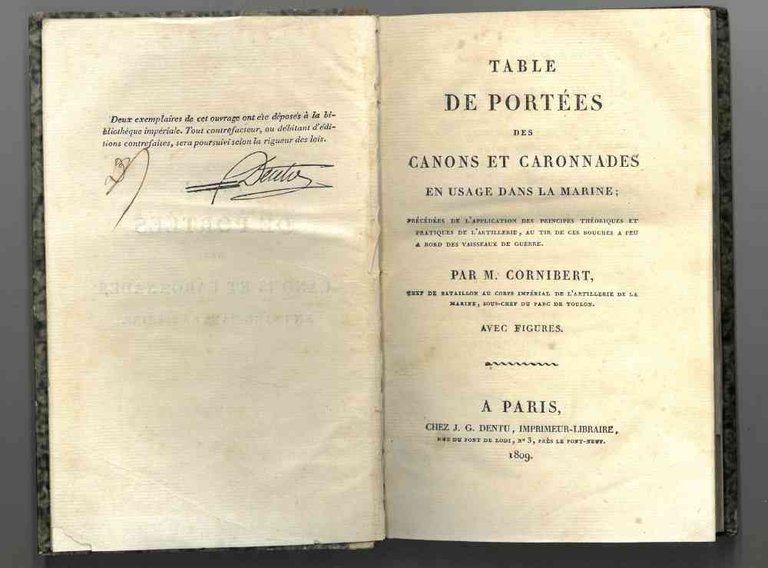 Deux exemplaires de cet ouvrage ont été déposés à la bi-
bliothèque impériale. Tout contrefacteur, ou débitant d'édi-
tions contrefaites, sera poursuivi selon la rigueur des lois.
Dentu
TABLE
DE PORTÉES
DES
CANONS ET CARONNADES
EN USAGE DANS LA MARINE;
PRÉCÉDÉES DE L'APPLICATION DES PRINCIPES THÉORIQUES ET
PRATIQUES DE L'ARTILLERIE, AU TIR DE CES BOUCHES A FEU
A BORD DES VAISSEAUX DE GUERRE.
PAR M. CORNIBERT,
CHEF DE BATAILLON AU CORPS IMPÉRIAL DE L'ARTILLERIE DE LA
MARINE, SOUS-CHEF DU PARC DE TOULON.
AVEC FIGURES.
A PARIS,
CHEZ J. G. DENTU, IMPRIMEUR-LIBRAIRE,
RUE DU PONT DE LODI, N° 3, PRÈS LE PONT-NEUF.
1809.